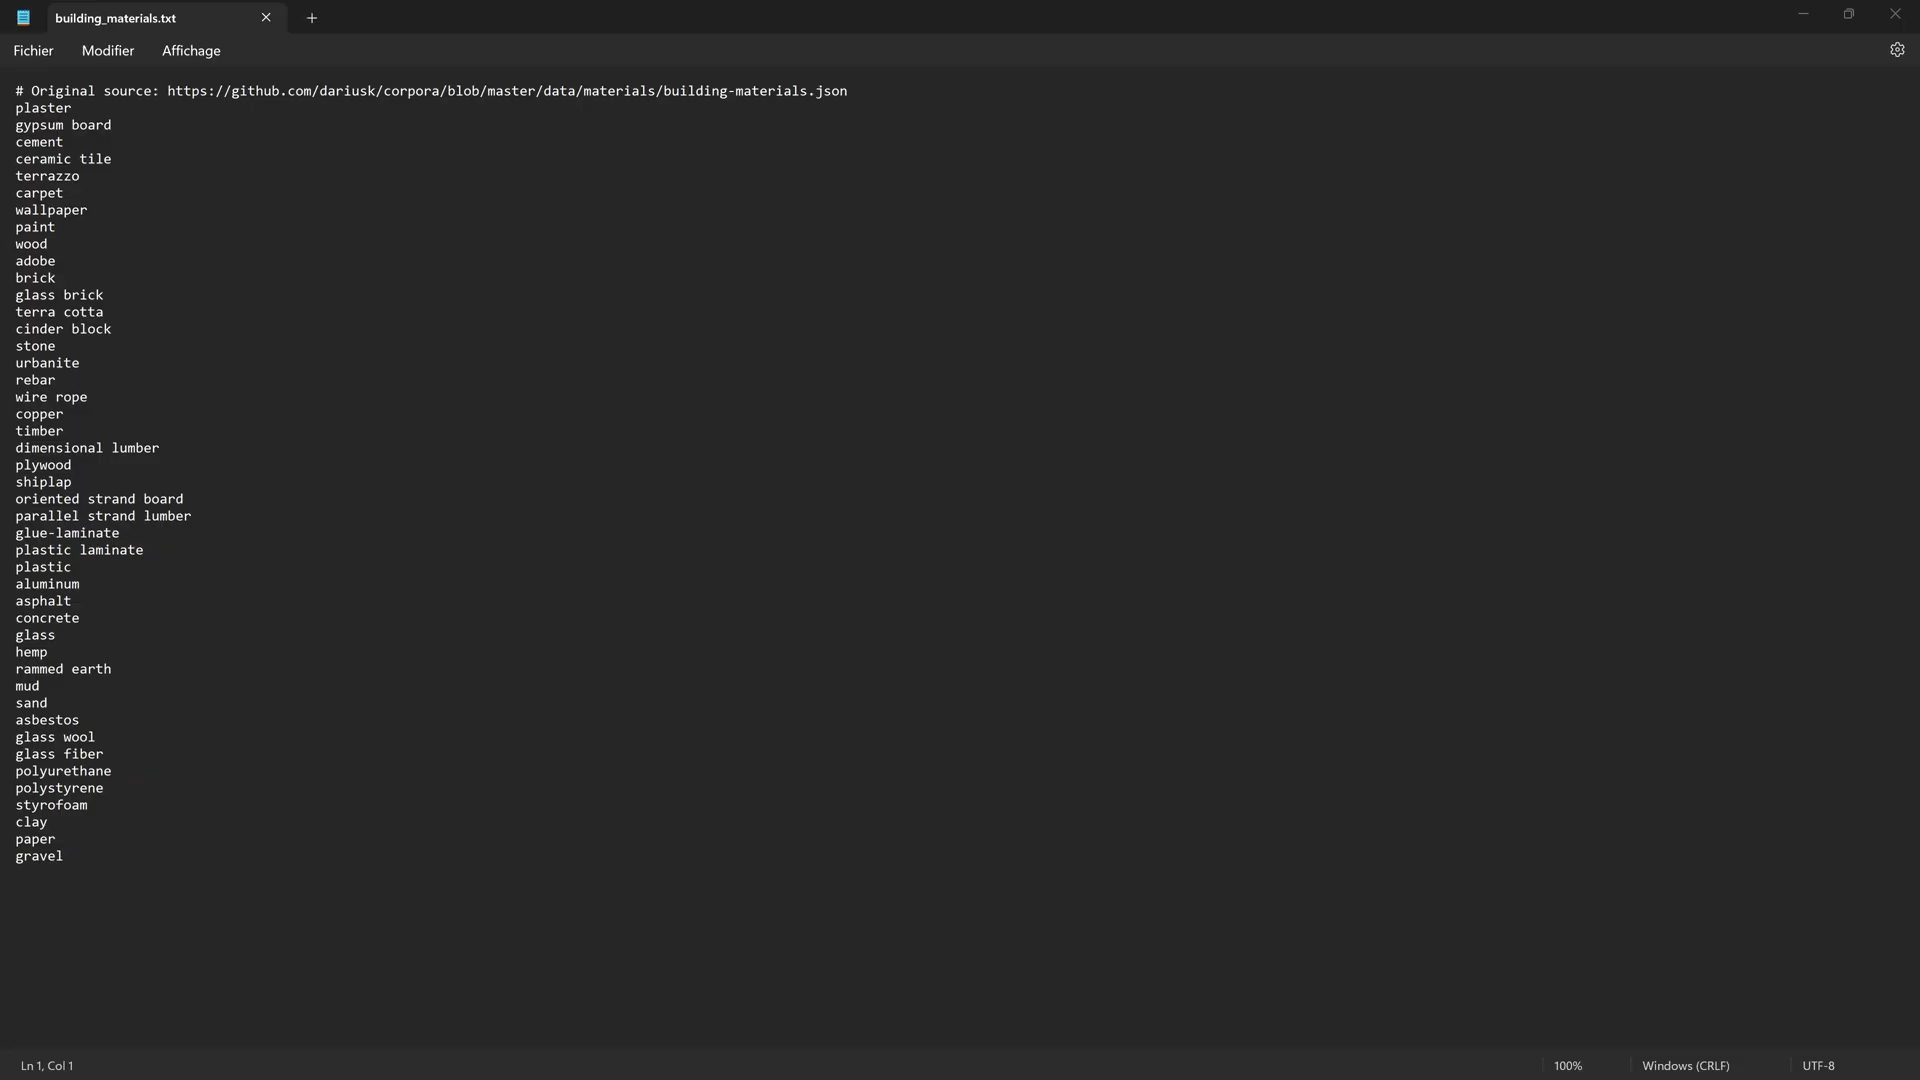 building_materials.txt
Fichier Modifier Affichage
# Original source: https://github.com/dariusk/corpora/blob/master/data/materials/building-materials.json
plaster
gypsum board
cement
ceramic tile
terrazzo
carpet
wallpaper
paint
wood
adobe
brick
glass brick
terra cotta
cinder block
stone
urbanite
rebar
wire rope
copper
timber
dimensional lumber
plywood
shiplap
oriented strand board
parallel strand lumber
glue-laminate
plastic laminate
plastic
aluminum
asphalt
concrete
glass
hemp
rammed earth
mud
sand
asbestos
glass wool
glass fiber
polyurethane
polystyrene
styrofoam
clay
paper
gravel
Ln 1, Col 1 100% Windows (CRLF) UTF-8